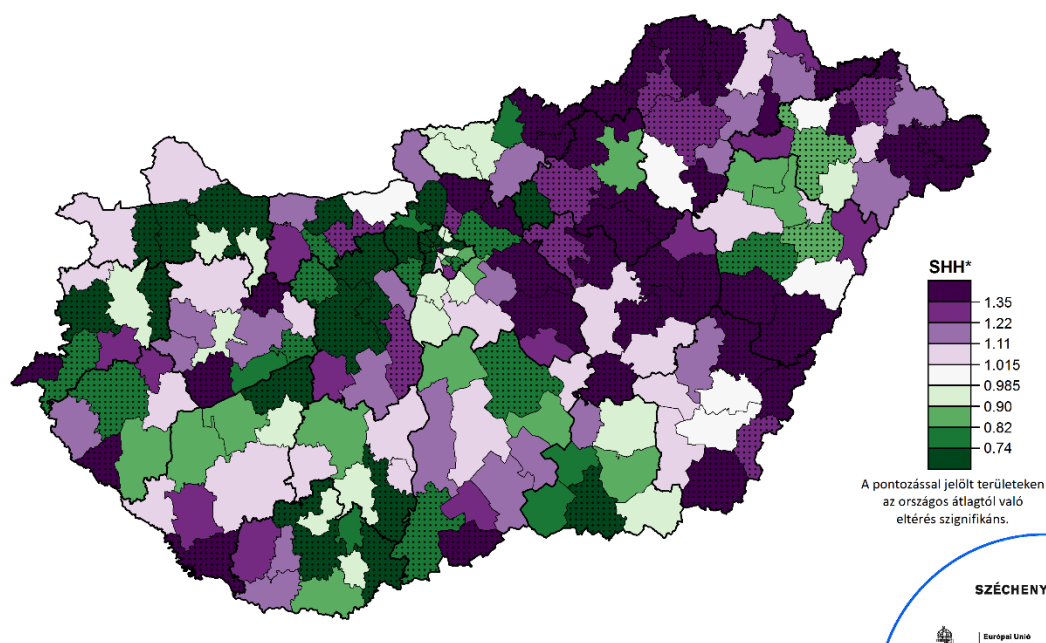 SHH*
1.35
1.22
1.11
1.015
0.985
0.90
0.82
0.74
A pontozással jelölt területeken
az országos átlagtól való
eltérés szignifikáns.
SZÉCHENY
Európai Unió